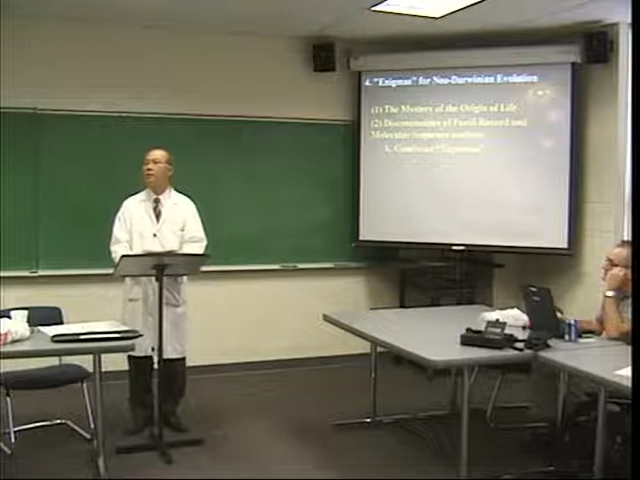 4. "Enigmas" for Neo-Darwinian Evolution
(1) The Mystery of the Origin of Life
(2) Discontinuities of Fossil Record and
Molecular Sequence